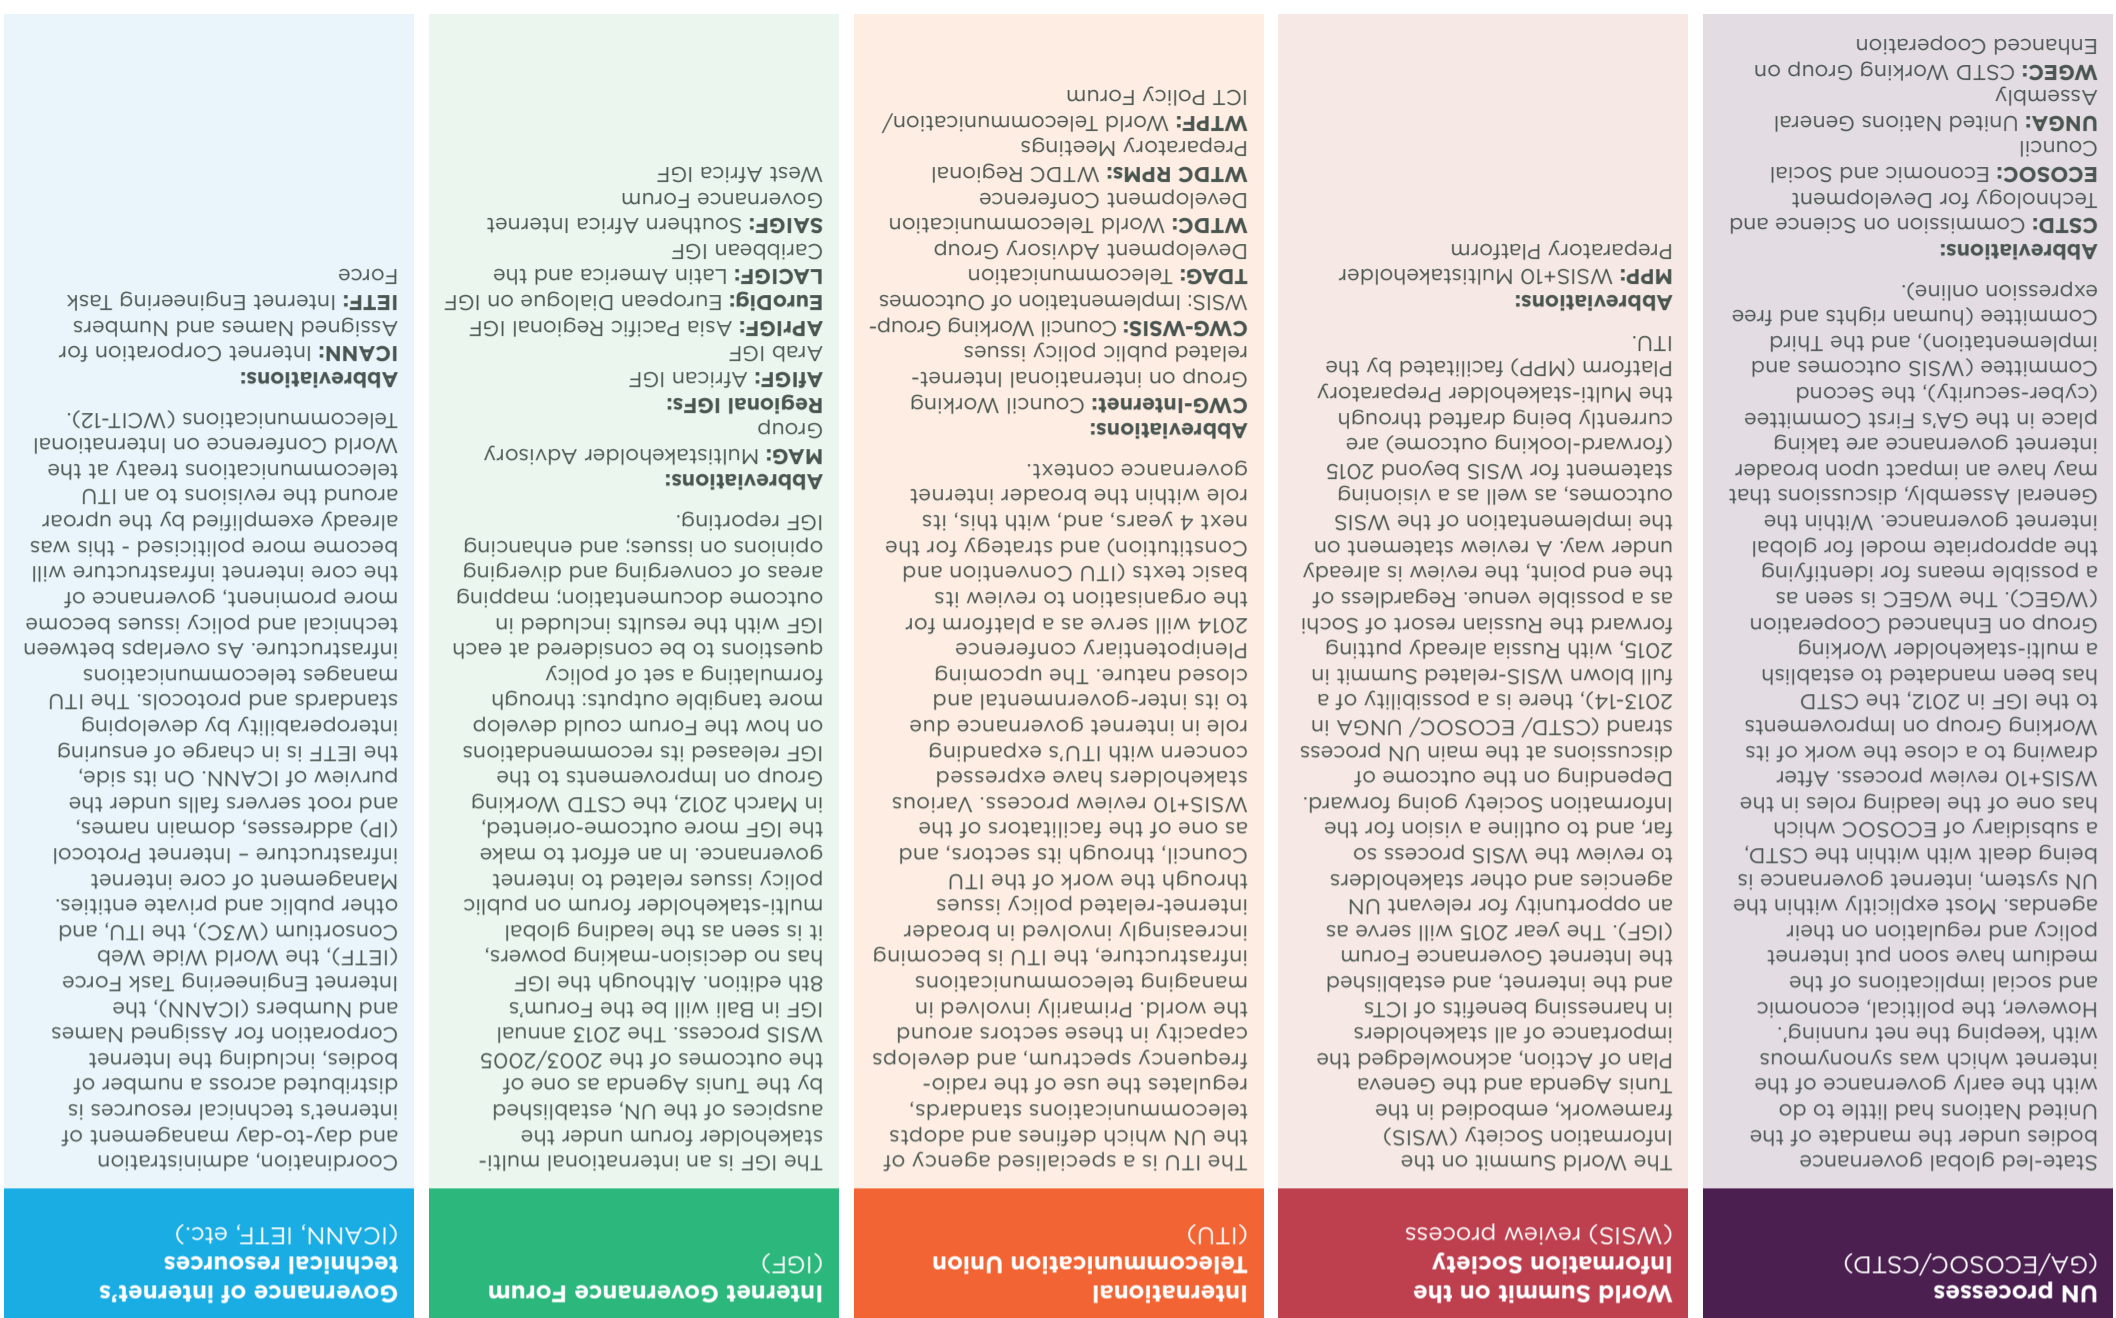 UN processes
(GA/ECOSOC/CSTD)
State-led global governance
bodies under the mandate of the
United Nations had little to do
with the early governance of the
internet which was synonymous
with ‘keeping the net running’.
However, the political, economic
and social implications of the
medium have soon put internet
policy and regulation on their
agendas. Most explicitly within the
UN system, internet governance is
being dealt with within the CSTD,
a subsidiary of ECOSOC which
has one of the leading roles in the
WSIS+10 review process. After
drawing to a close the work of its
Working Group on Improvements
to the IGF in 2012, the CSTD
has been mandated to establish
a multi-stakeholder Working
Group on Enhanced Cooperation
(WGEC). The WGEC is seen as
a possible means for identifying
the appropriate model for global
internet governance. Within the
General Assembly, discussions that
may have an impact upon broader
internet governance are taking
place in the GA’s First Committee
(cyber-security), the Second
Committee (WSIS outcomes and
implementation), and the Third
Committee (human rights and free
expression online).
Abbreviations:
CSTD: Commission on Science and
Technology for Development
ECOSOC: Economic and Social
Council
UNGA: United Nations General
Assembly
WGEC: CSTD Working Group on
Enhanced Cooperation
World Summit on the
Information Society
(WSIS) review process
The World Summit on the
Information Society (WSIS)
framework, embodied in the
Tunis Agenda and the Geneva
Plan of Action, acknowledged the
importance of all stakeholders
in harnessing benefits of ICTs
and the Internet, and established
the Internet Governance Forum
(IGF). The year 2015 will serve as
an opportunity for relevant UN
agencies and other stakeholders
to review the WSIS process so
far, and to outline a vision for the
Information Society going forward.
Depending on the outcome of
discussions at the main UN process
strand (CSTD/ ECOSOC/ UNGA in
2013-14), there is a possibility of a
full blown WSIS-related Summit in
2015, with Russia already putting
forward the Russian resort of Sochi
as a possible venue. Regardless of
the end point, the review is already
under way. A review statement on
the implementation of the WSIS
outcomes, as well as a visioning
statement for WSIS beyond 2015
(forward-looking outcome) are
currently being drafted through
the Multi-stakeholder Preparatory
Platform (MPP) facilitated by the
ITU.
Abbreviations:
MPP: WSIS+10 Multistakeholder
Preparatory Platform
International
Telecommunication Union
(ITU)
The ITU is a specialised agency of
the UN which defines and adopts
telecommunications standards,
regulates the use of the radio-
frequency spectrum, and develops
capacity in these sectors around
the world. Primarily involved in
managing telecommunications
infrastructure, the ITU is becoming
increasingly involved in broader
internet-related policy issues
through the work of the ITU
Council, through its sectors, and
as one of the facilitators of the
WSIS+10 review process. Various
stakeholders have expressed
concern with ITU’s expanding
role in internet governance due
to its inter-governmental and
closed nature. The upcoming
Plenipotentiary conference
2014 will serve as a platform for
the organisation to review its
basic texts (ITU Convention and
Constitution) and strategy for the
next 4 years, and, with this, its
role within the broader internet
governance context.
Abbreviations:
CWG-Internet: Council Working
Group on international Internet-
related public policy issues
CWG-WSIS: Council Working Group-
WSIS: Implementation of Outcomes
TDAG: Telecommunication
Development Advisory Group
WTDC: World Telecommunication
Development Conference
WTDC RPMs: WTDC Regional
Preparatory Meetings
WTPF: World Telecommunication/
ICT Policy Forum
Internet Governance Forum
(IGF)
The IGF is an international multi-
stakeholder forum under the
auspices of the UN, established
by the Tunis Agenda as one of
the outcomes of the 2003/2005
WSIS process. The 2013 annual
IGF in Bali will be the Forum’s
8th edition. Although the IGF
has no decision-making powers,
it is seen as the leading global
multi-stakeholder forum on public
policy issues related to internet
governance. In an effort to make
the IGF more outcome-oriented,
in March 2012, the CSTD Working
Group on Improvements to the
IGF released its recommendations
on how the Forum could develop
more tangible outputs: through
formulating a set of policy
questions to be considered at each
IGF with the results included in
outcome documentation; mapping
areas of converging and diverging
opinions on issues; and enhancing
IGF reporting.
Abbreviations:
MAG: Multistakeholder Advisory
Group
Regional IGFs:
AfIGF: African IGF
Arab IGF
APrIGF: Asia Pacific Regional IGF
EuroDig: European Dialogue on IGF
LACIGF: Latin America and the
Caribbean IGF
SAIGF: Southern Africa Internet
Governance Forum
West Africa IGF
Governance of internet’s
technical resources
(ICANN, IETF, etc.)
Coordination, administration
and day-to-day management of
internet’s technical resources is
distributed across a number of
bodies, including the Internet
Corporation for Assigned Names
and Numbers (ICANN), the
Internet Engineering Task Force
(IETF), the World Wide Web
Consortium (W3C), the ITU, and
other public and private entities.
Management of core internet
infrastructure – Internet Protocol
(IP) addresses, domain names,
and root servers falls under the
purview of ICANN. On its side,
the IETF is in charge of ensuring
interoperability by developing
standards and protocols. The ITU
manages telecommunications
infrastructure. As overlaps between
technical and policy issues become
more prominent, governance of
the core internet infrastructure will
become more politicised - this was
already exemplified by the uproar
around the revisions to an ITU
telecommunications treaty at the
World Conference on International
Telecommunications (WCIT-12).
Abbreviations:
ICANN: Internet Corporation for
Assigned Names and Numbers
IETF: Internet Engineering Task
Force